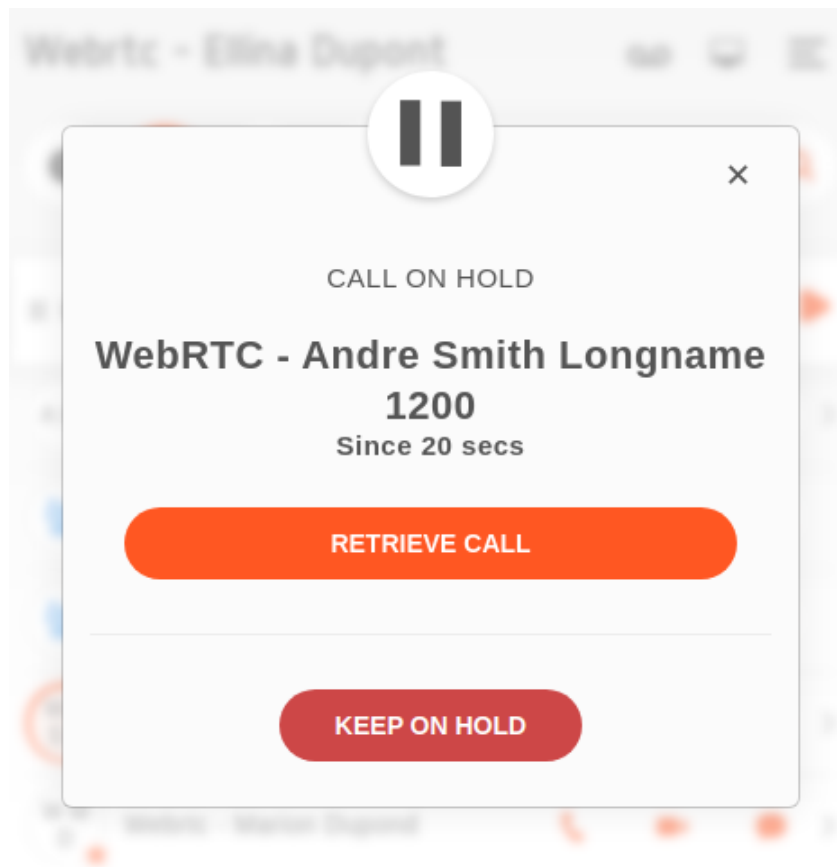 Webrtc - Ellina Dupont
×
CALL ON HOLD
WebRTC - Andre Smith Longname
1200
Since 20 secs
RETRIEVE CALL
KEEP ON HOLD
Webrtc - Marion Dupond